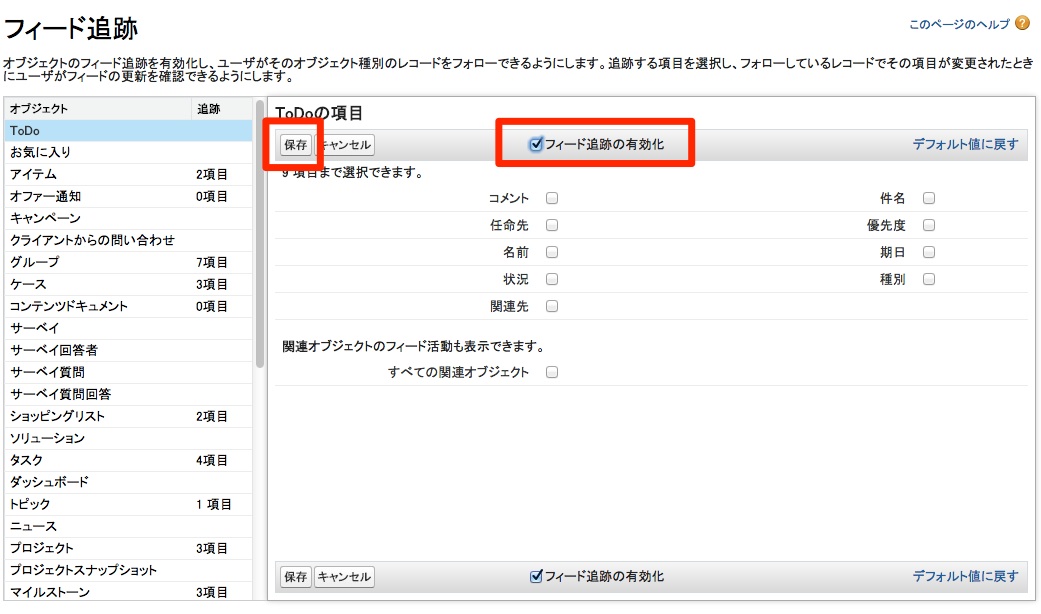 フィード追跡
このページのヘルプ ?
オブジェクトのフィード追跡を有効化し、ユーザがそのオブジェクト種別のレコードをフォローできるようにします。追跡する項目を選択し、フォローしているレコードでその項目が変更されたとき
にユーザがフィードの更新を確認できるようにします。
オブジェクト 追跡
ToDo
お気に入り
アイテム 2項目
オファー通知 0項目
キャンペーン
クライアントからの問い合わせ
グループ 7項目
ケース 3項目
コンテンツドキュメント 0項目
サーベイ
サーベイ回答者
サーベイ質問
サーベイ質問回答
ショッピングリスト 2項目
ソリューション
タスク 4項目
ダッシュボード
トピック 1 項目
ニュース
プロジェクト 3項目
プロジェクトスナップショット
マイルストーン 3項目
ToDoの項目
保存 キャンセル フィード追跡の有効化 デフォルト値に戻す
9 項目まで選択できます。
コメント 件名
任命先 優先度
名前 期日
状況 種別
関連先
関連オブジェクトのフィード活動も表示できます。
すべての関連オブジェクト
保存 キャンセル フィード追跡の有効化 デフォルト値に戻す